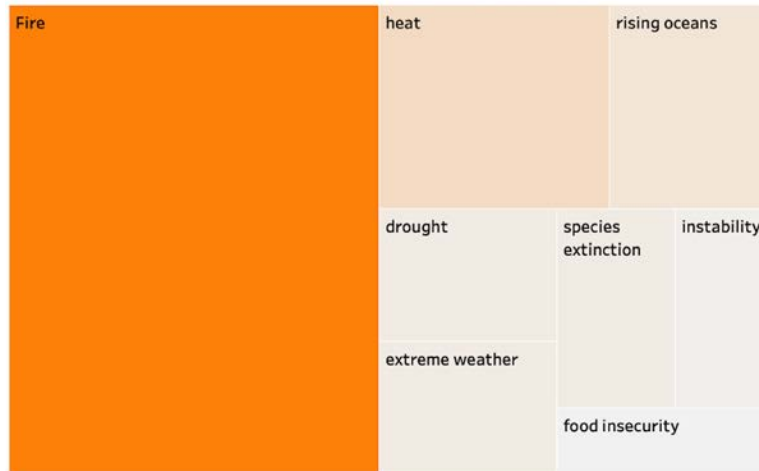 Fire
heat
rising oceans
drought
species
extinction
instability
extreme weather
food insecurity